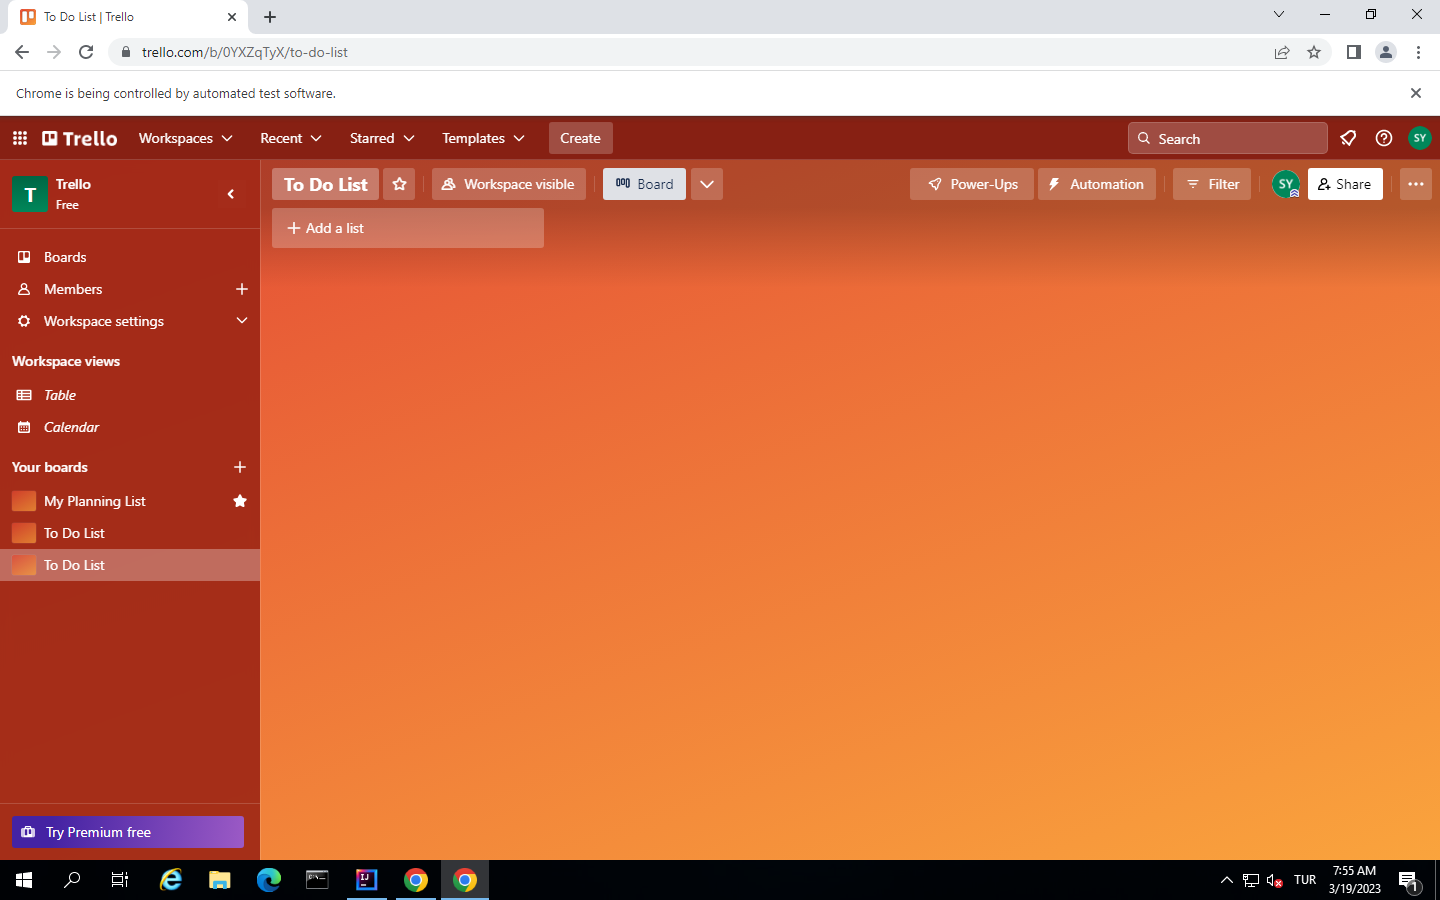 To Do List | Trello
trello.com/b/0YXZqTyX/to-do-list
Chrome is being controlled by automated test software.
Trello
Workspaces
Recent
Starred
Templates
Create
Search
SY
T
Trello
Free
To Do List
Workspace visible
Board
Power-Ups
Automation
Filter
SY
Share
Add a list
Boards
Members
Workspace settings
Workspace views
Table
Calendar
Your boards
My Planning List
To Do List
To Do List
Try Premium free
TUR
7:55 AM
3/19/2023
1